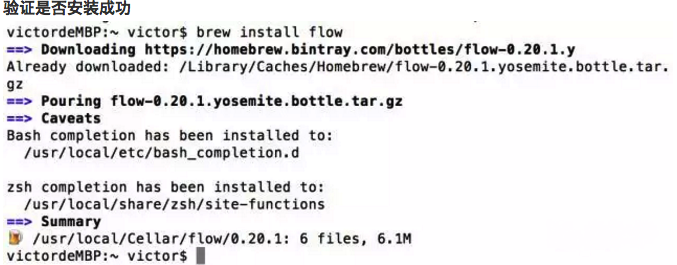 验证是否安装成功
victordeMBP:~ victor$ brew install flow
==> Downloading https://homebrew.bintray.com/bottles/flow-0.20.1.y
Already downloaded: /Library/Caches/Homebrew/flow-0.20.1.yosemite.bottle.tar.
gz
==> Pouring flow-0.20.1.yosemite.bottle.tar.gz
==> Caveats
Bash completion has been installed to:
  /usr/local/etc/bash_completion.d

zsh completion has been installed to:
  /usr/local/share/zsh/site-functions
==> Summary
🍺 /usr/local/Cellar/flow/0.20.1: 6 files, 6.1M
victordeMBP:~ victor$